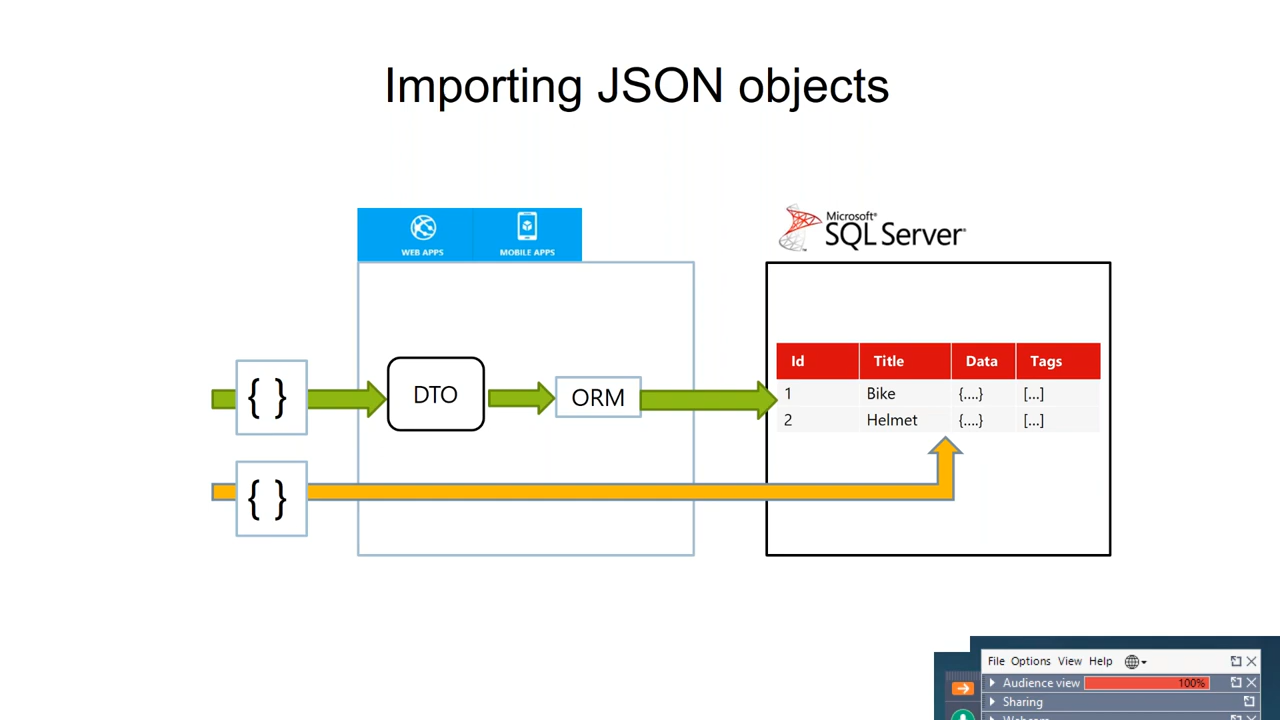 Importing JSON objects
WEB APPS
MOBILE APPS
Microsoft®
SQL Server®
Id Title Data Tags
1 Bike {....} [...]
2 Helmet {....} [...]
{ }
DTO
ORM
{ }
File Options View Help
Audience view 100%
Sharing
Webcam